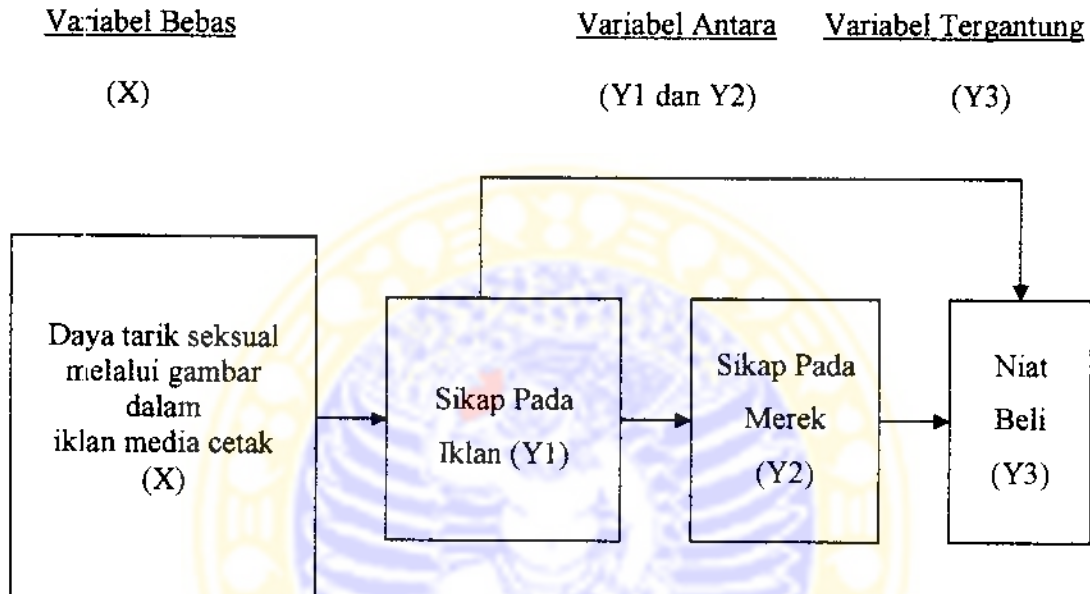 Variabel Bebas
Variabel Antara
Variabel Tergantung
(X)
(Y1 dan Y2)
(Y3)
Daya tarik seksual
melalui gambar
dalam
iklan media cetak
(X)
Sikap Pada
Iklan (Y1)
Sikap Pada
Merek
(Y2)
Niat
Beli
(Y3)